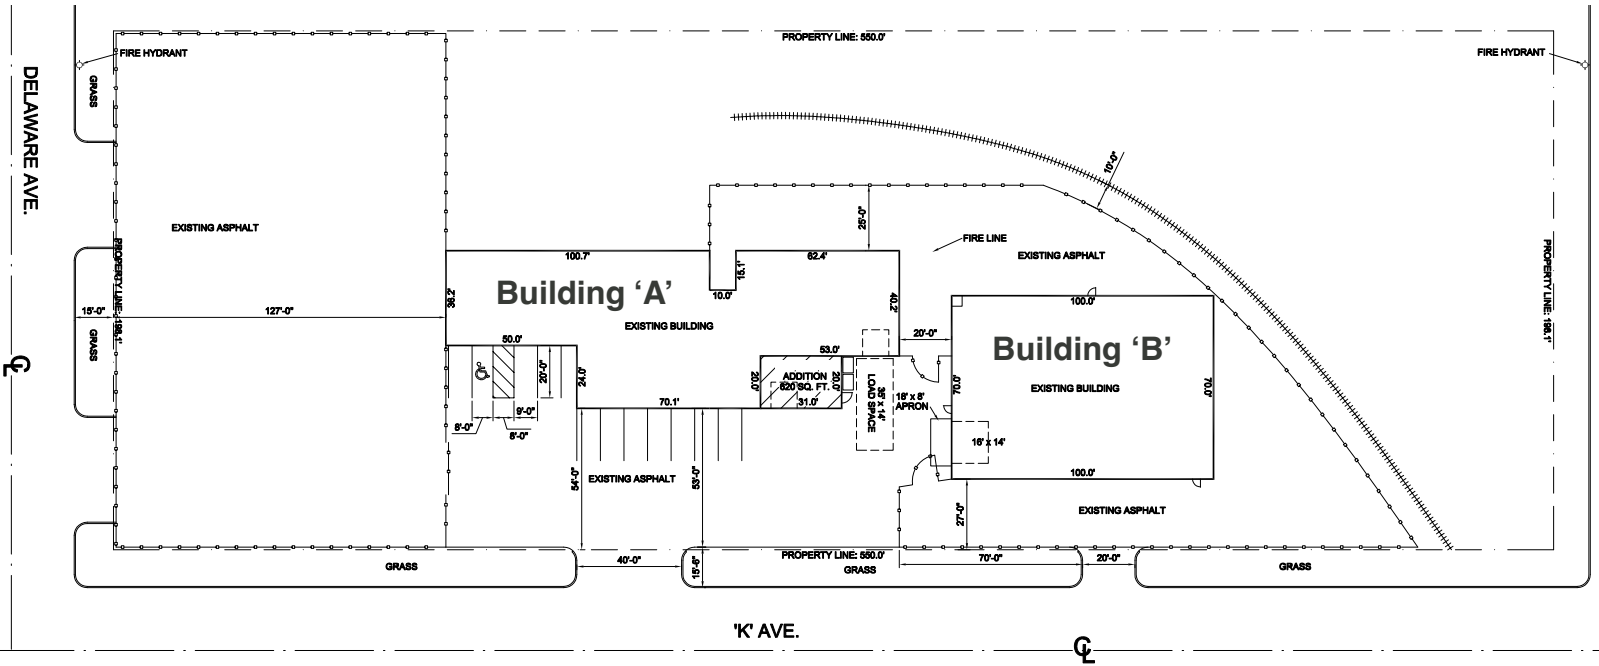 PROPERTY LINE: 550.0'
FIRE HYDRANT
FIRE HYDRANT
GRASS
DELAWARE AVE.
10'-0"
25'-0"
EXISTING ASPHALT
FIRE LINE
EXISTING ASPHALT
PROPERTY LINE: 198.1'
PROPERTY LINE: 198.1'
100.7'
62.4'
15.1'
10.0'
36.2'
Building ‘A’
EXISTING BUILDING
40.2'
100.0'
15'-0"
127'-0"
GRASS
50.0'
20'-0"
20'-0"
24.0'
53.0'
Building ‘B’
EXISTING BUILDING
70.0'
70.0'
20.0'
ADDITION
620 SQ. FT.
20.0'
31.0'
35' x 14'
LOAD SPACE
18' x 8'
APRON
70.1'
9'-0"
8'-0"
8'-0"
16' x 14'
100.0'
54'-0"
EXISTING ASPHALT
53'-0"
27'-0"
EXISTING ASPHALT
PROPERTY LINE: 550.0'
GRASS
40'-0"
15'-6"
GRASS
70'-0"
20'-0"
GRASS
'K' AVE.
CL
CL